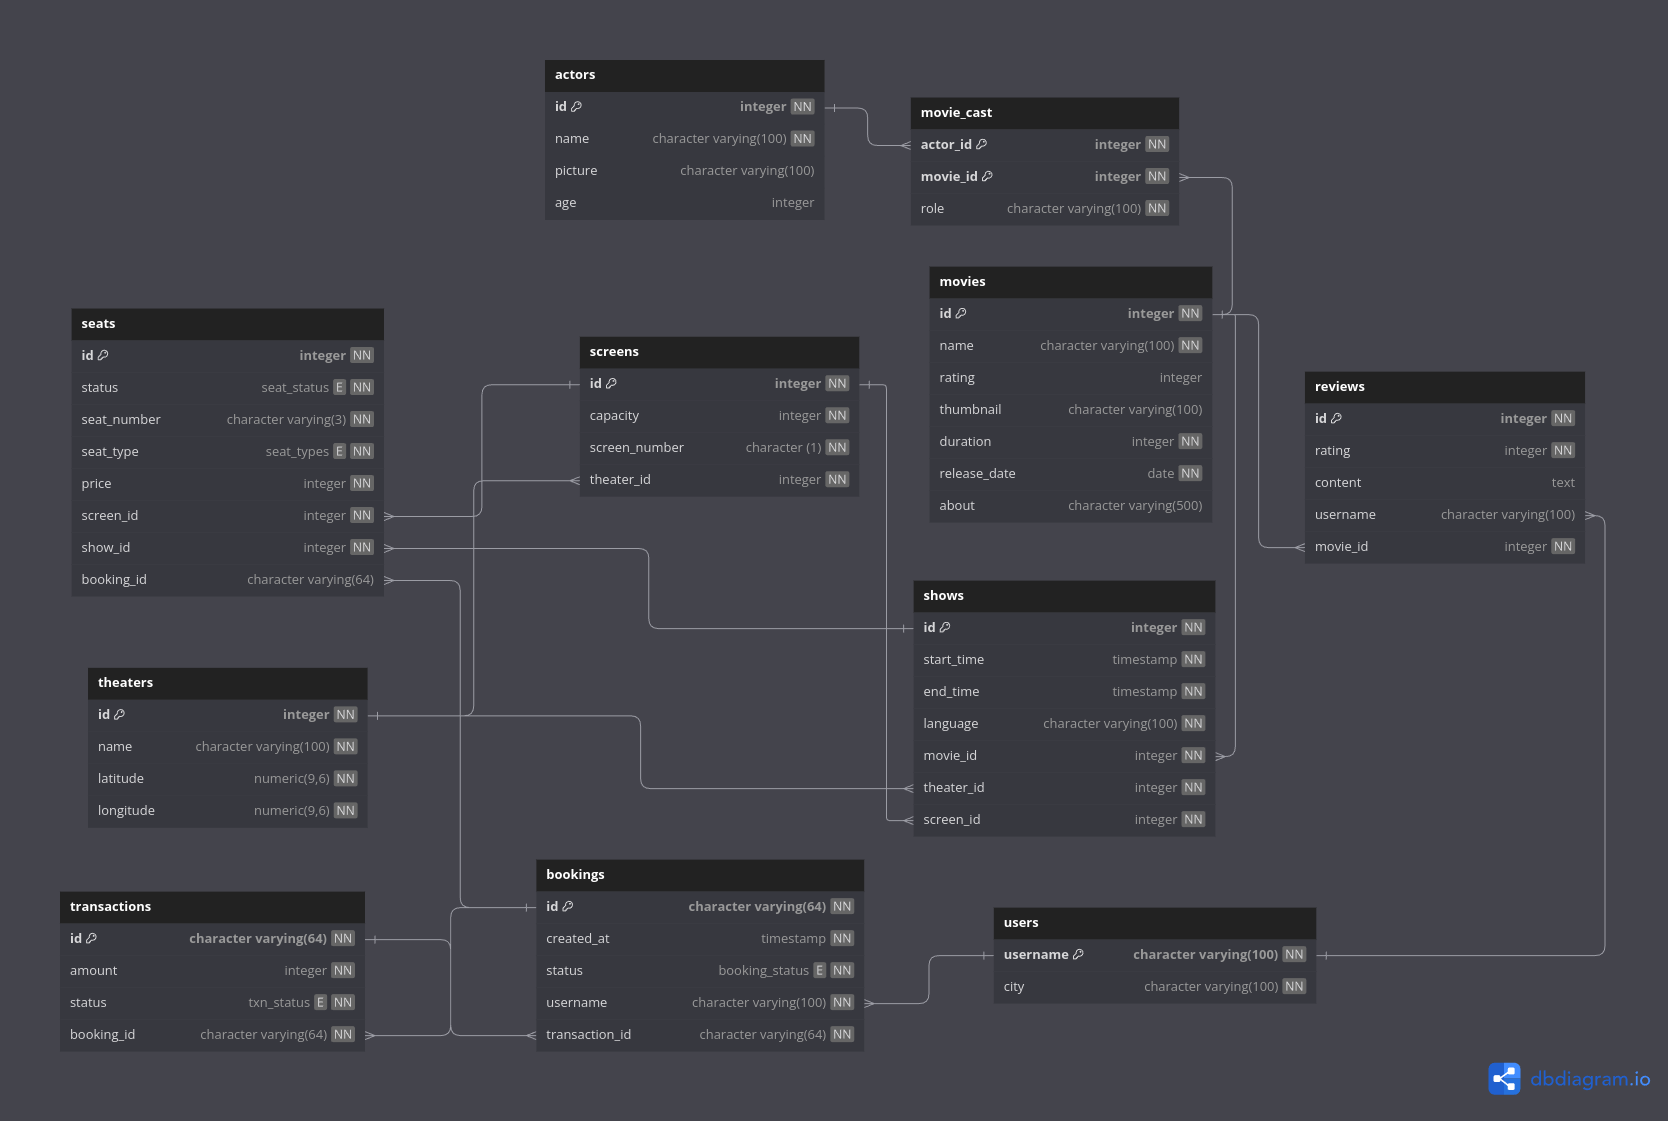 actors
id integer NN
name character varying(100) NN
picture character varying(100)
age integer
movie_cast
actor_id integer NN
movie_id integer NN
role character varying(100) NN
movies
id integer NN
name character varying(100) NN
rating integer
thumbnail character varying(100)
duration integer NN
release_date date NN
about character varying(500)
seats
id integer NN
status seat_status E NN
seat_number character varying(3) NN
seat_type seat_types E NN
price integer NN
screen_id integer NN
show_id integer NN
booking_id character varying(64)
screens
id integer NN
capacity integer NN
screen_number character (1) NN
theater_id integer NN
reviews
id integer NN
rating integer NN
content text
username character varying(100)
movie_id integer NN
shows
id integer NN
start_time timestamp NN
end_time timestamp NN
language character varying(100) NN
movie_id integer NN
theater_id integer NN
screen_id integer NN
theaters
id integer NN
name character varying(100) NN
latitude numeric(9,6) NN
longitude numeric(9,6) NN
transactions
id character varying(64) NN
amount integer NN
status txn_status E NN
booking_id character varying(64) NN
bookings
id character varying(64) NN
created_at timestamp NN
status booking_status E NN
username character varying(100) NN
transaction_id character varying(64) NN
users
username character varying(100) NN
city character varying(100) NN
dbdiagram.io